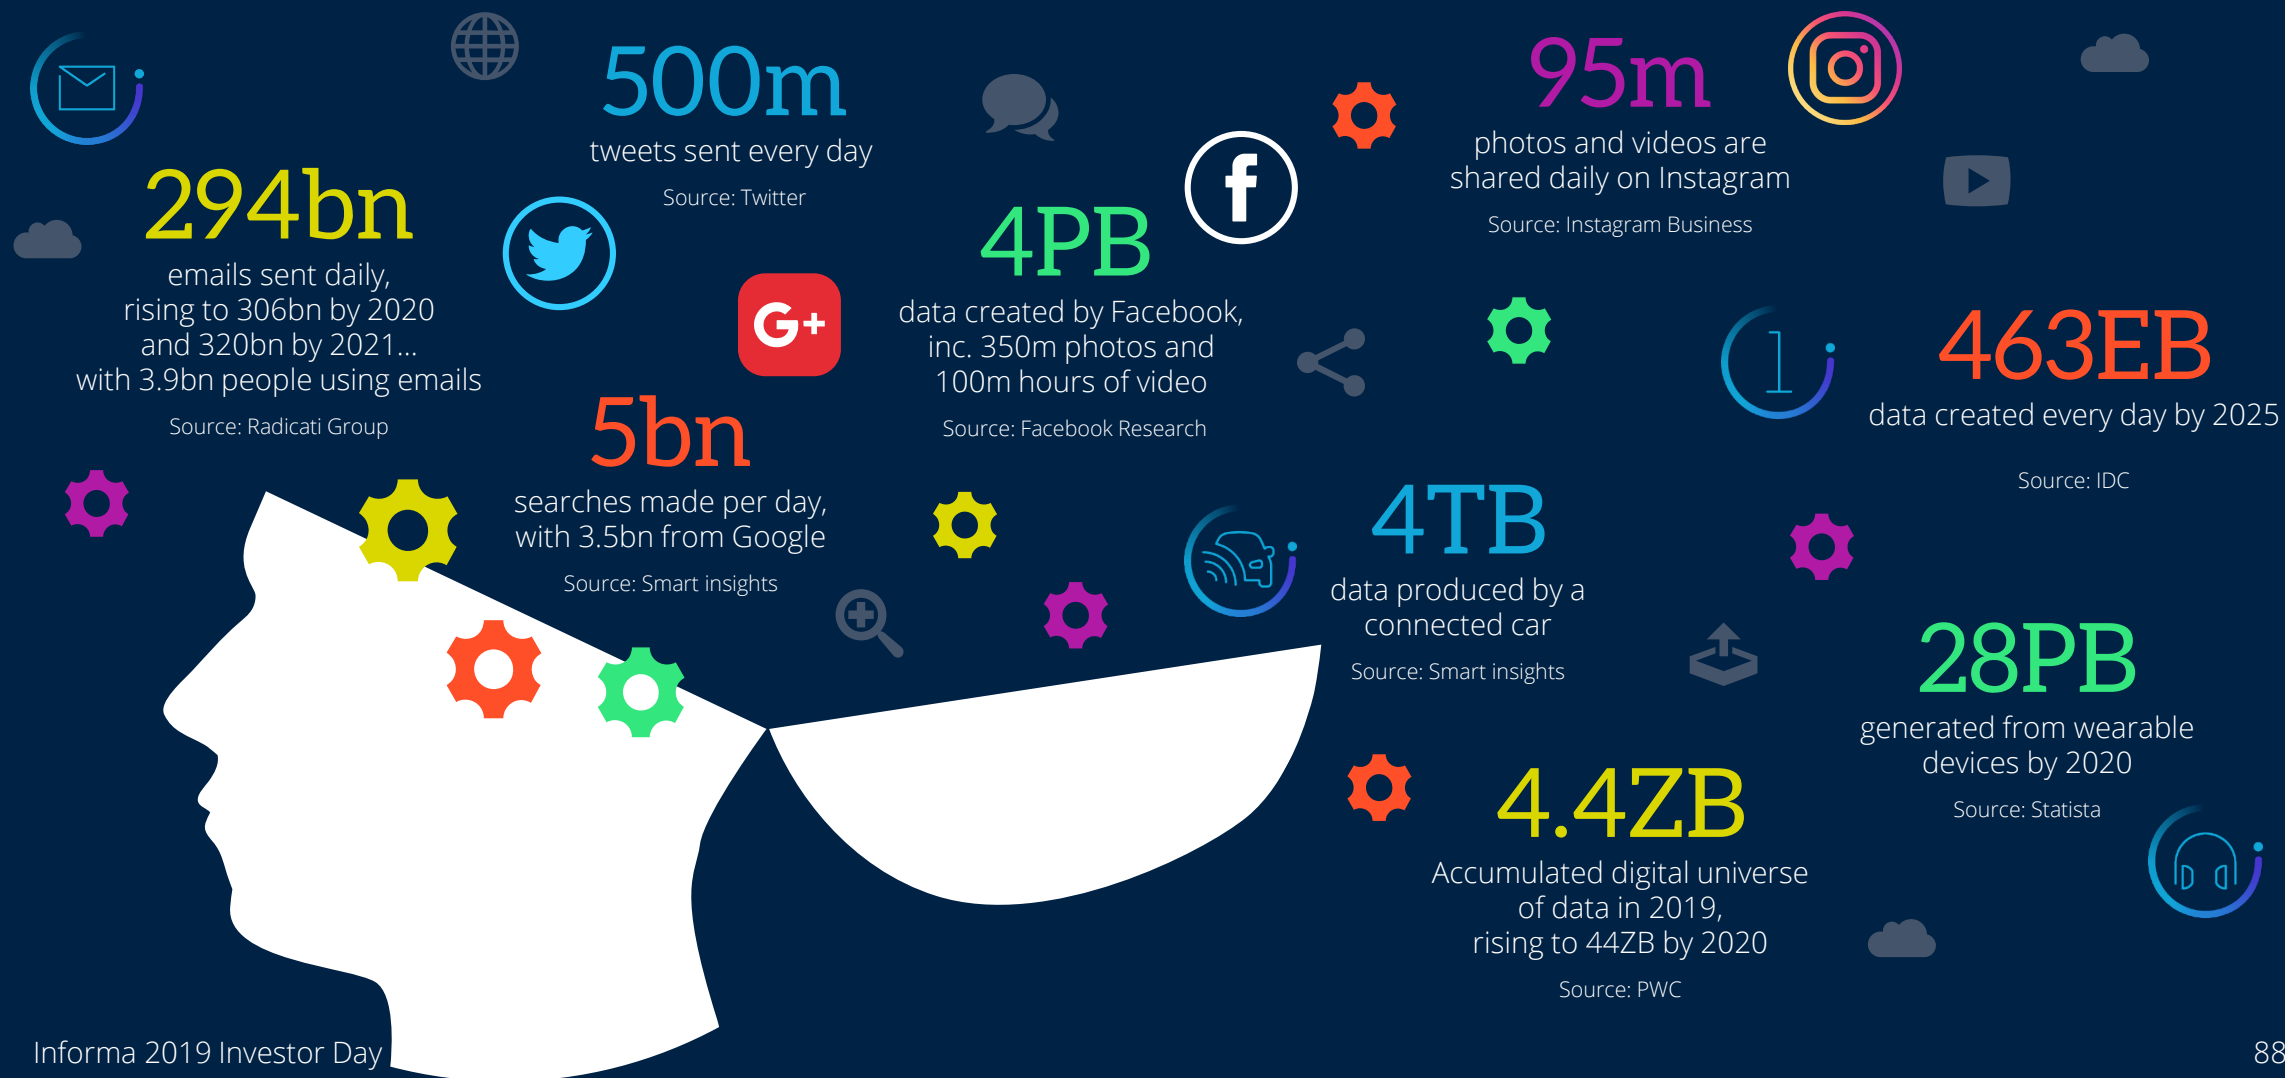 500m
tweets sent every day
Source: Twitter
95m
photos and videos are
shared daily on Instagram
Source: Instagram Business
294bn
emails sent daily,
rising to 306bn by 2020
and 320bn by 2021...
with 3.9bn people using emails
Source: Radicati Group
G+
f
4PB
data created by Facebook,
inc. 350m photos and
100m hours of video
Source: Facebook Research
1
463EB
data created every day by 2025
Source: IDC
5bn
searches made per day,
with 3.5bn from Google
Source: Smart insights
4TB
data produced by a
connected car
Source: Smart insights
28PB
generated from wearable
devices by 2020
Source: Statista
4.4ZB
Accumulated digital universe
of data in 2019,
rising to 44ZB by 2020
Source: PWC
Informa 2019 Investor Day
88